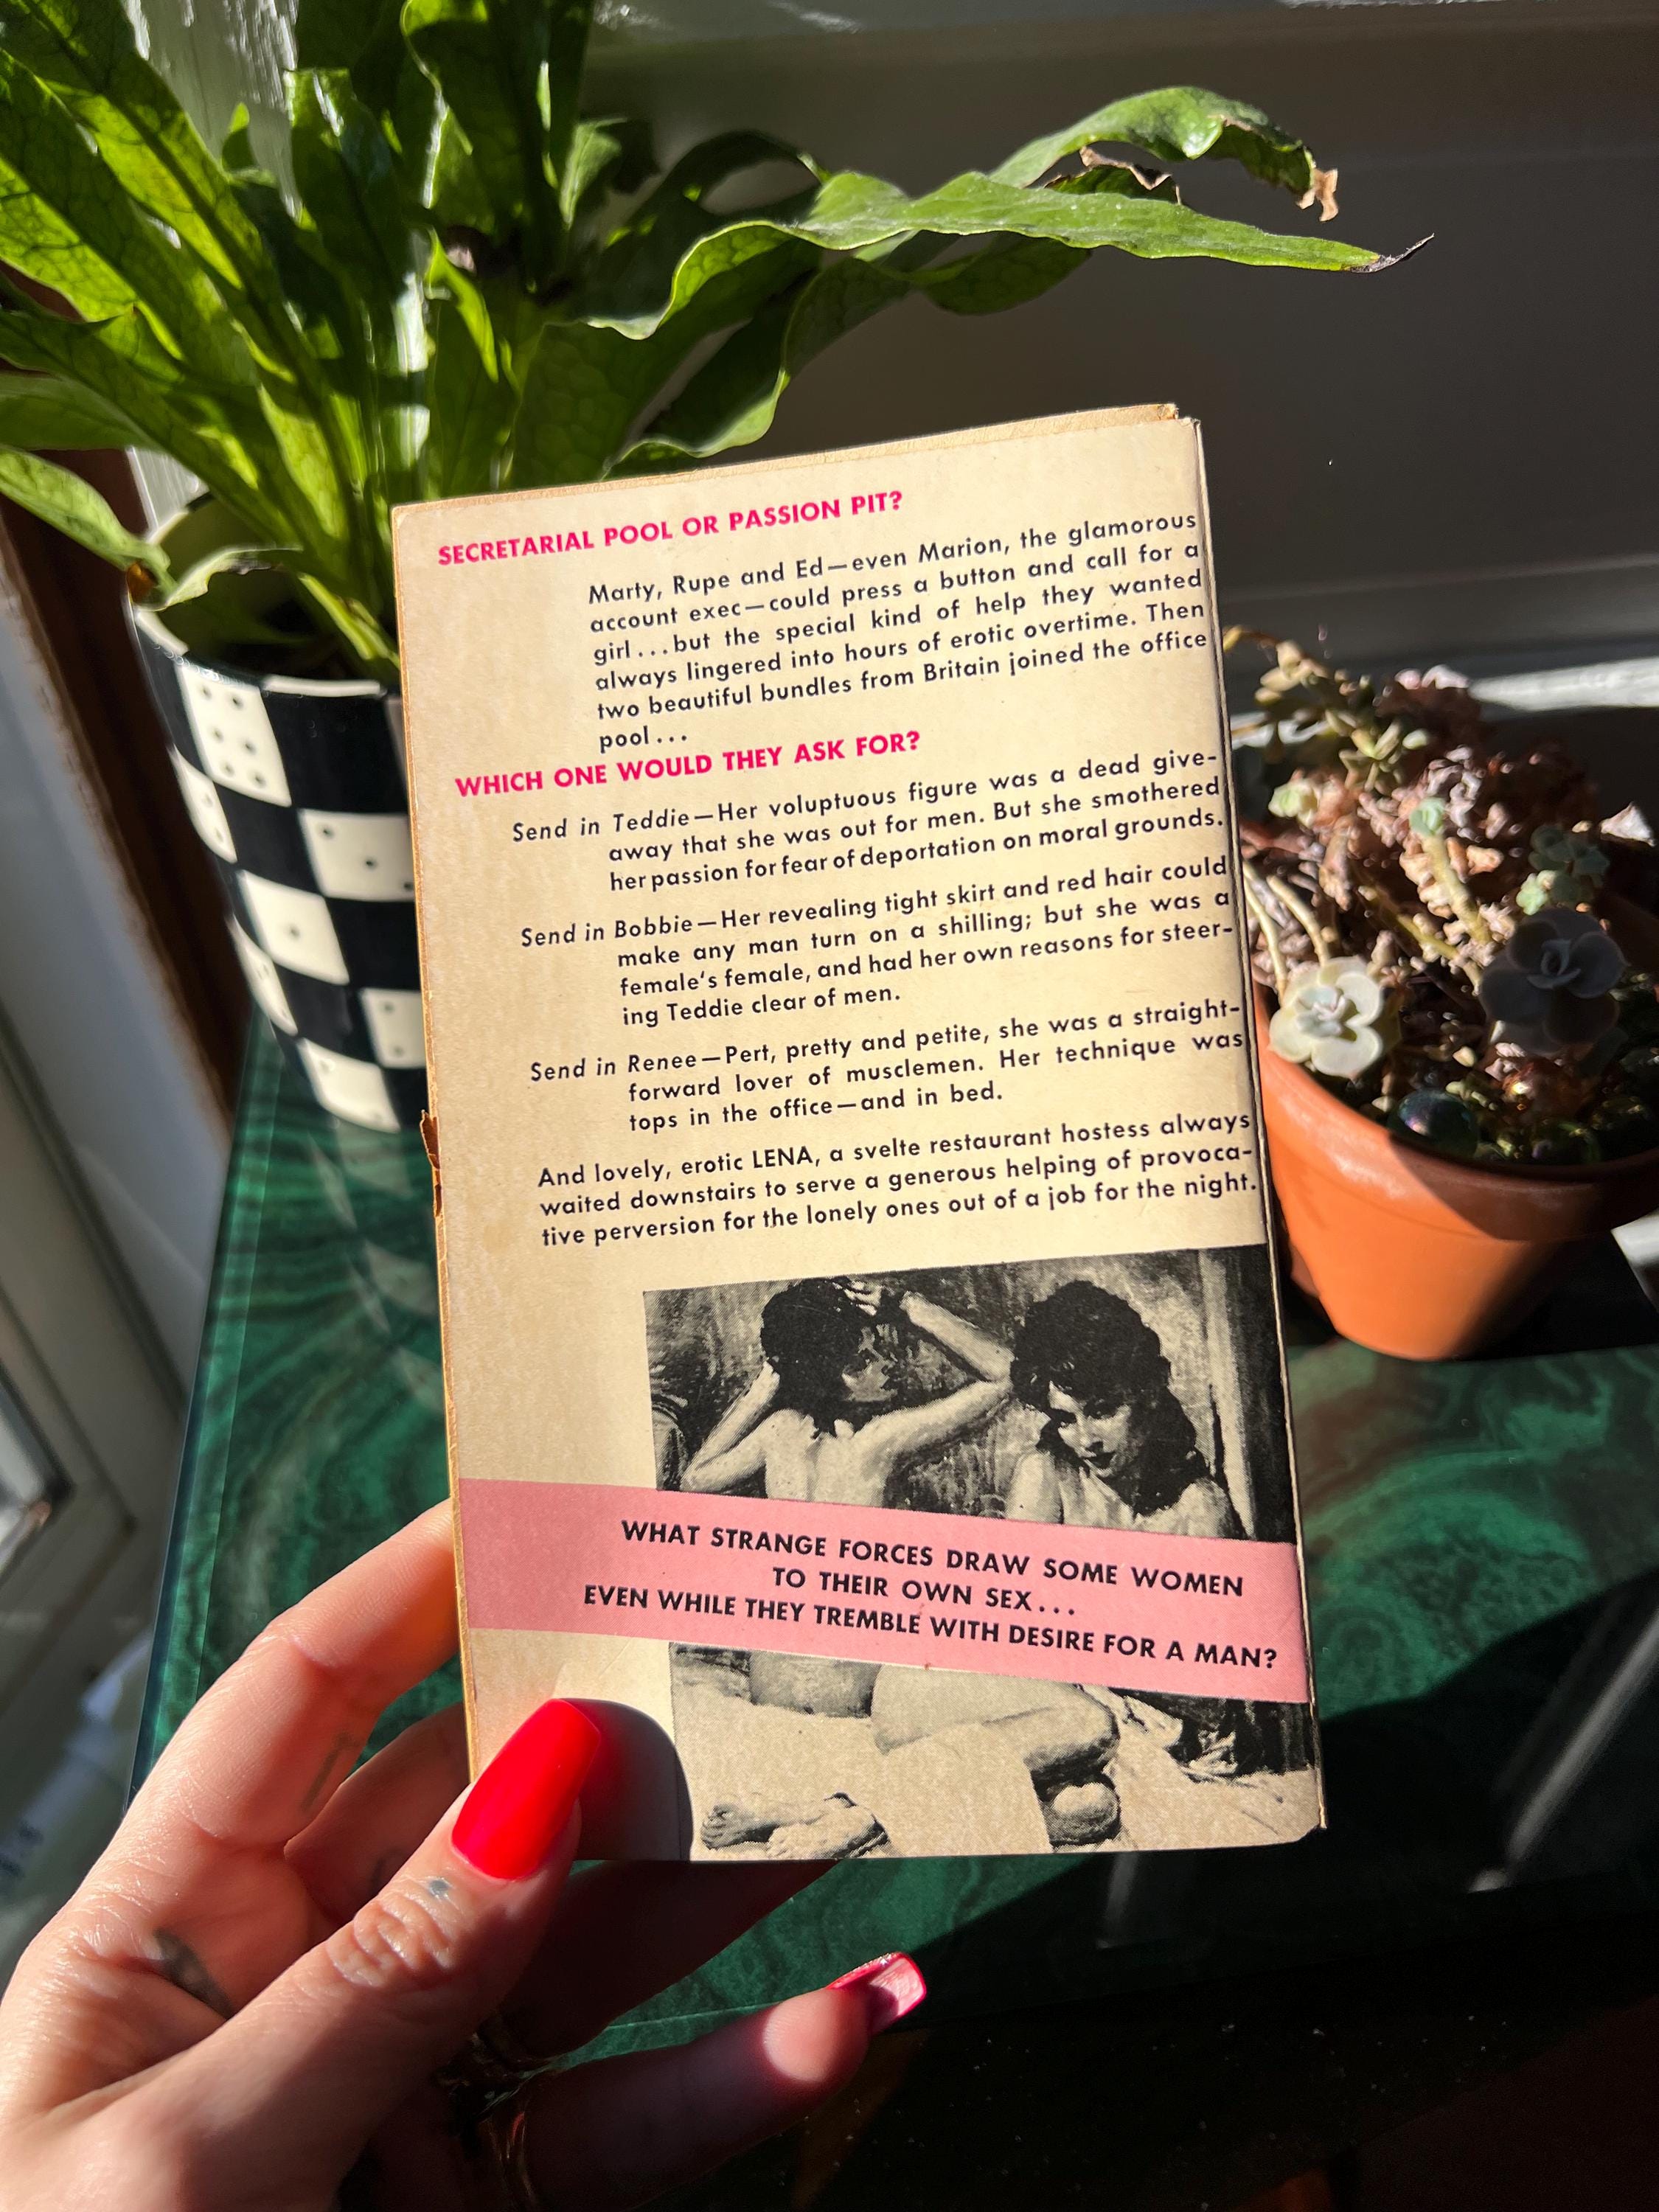 SECRETARIAL POOL OR PASSION PIT?
Marty, Rupe and Ed—even Marion, the glamorous
account exec—could press a button and call for a
girl...but the special kind of help they wanted
always lingered into hours of erotic overtime. Then
two beautiful bundles from Britain joined the office
pool...
WHICH ONE WOULD THEY ASK FOR?
Send in Teddie—Her voluptuous figure was a dead give-
away that she was out for men. But she smothered
her passion for fear of deportation on moral grounds.
Send in Bobbie—Her revealing tight skirt and red hair could
make any man turn on a shilling; but she was a
female's female, and had her own reasons for steer-
ing Teddie clear of men.
Send in Renee—Pert, pretty and petite, she was a straight-
forward lover of musclemen. Her technique was
tops in the office—and in bed.
And lovely, erotic LENA, a svelte restaurant hostess always
waited downstairs to serve a generous helping of provoca-
tive perversion for the lonely ones out of a job for the night.
WHAT STRANGE FORCES DRAW SOME WOMEN
TO THEIR OWN SEX...
EVEN WHILE THEY TREMBLE WITH DESIRE FOR A MAN?